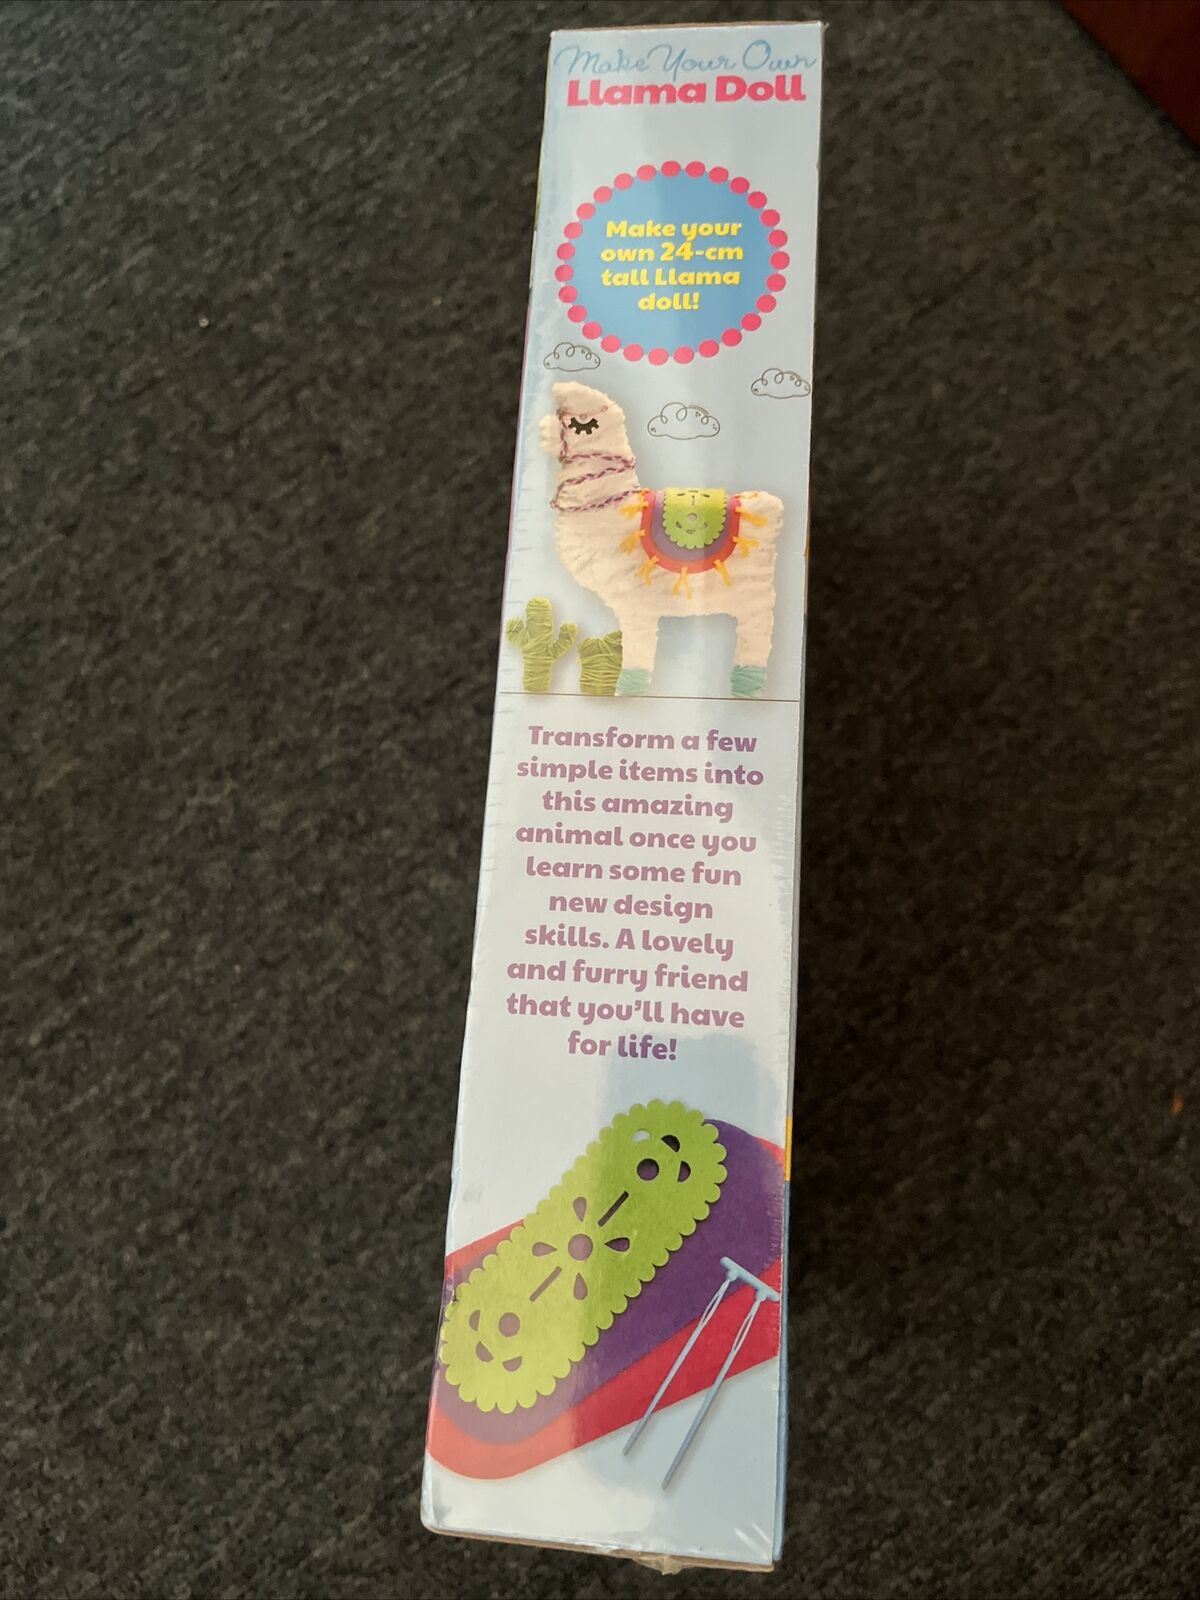 Make Your Own
Llama Doll
Make your
own 24-cm
tall Llama
doll!
Transform a few
simple items into
this amazing
animal once you
learn some fun
new design
skills. A lovely
and furry friend
that you'll have
for life!